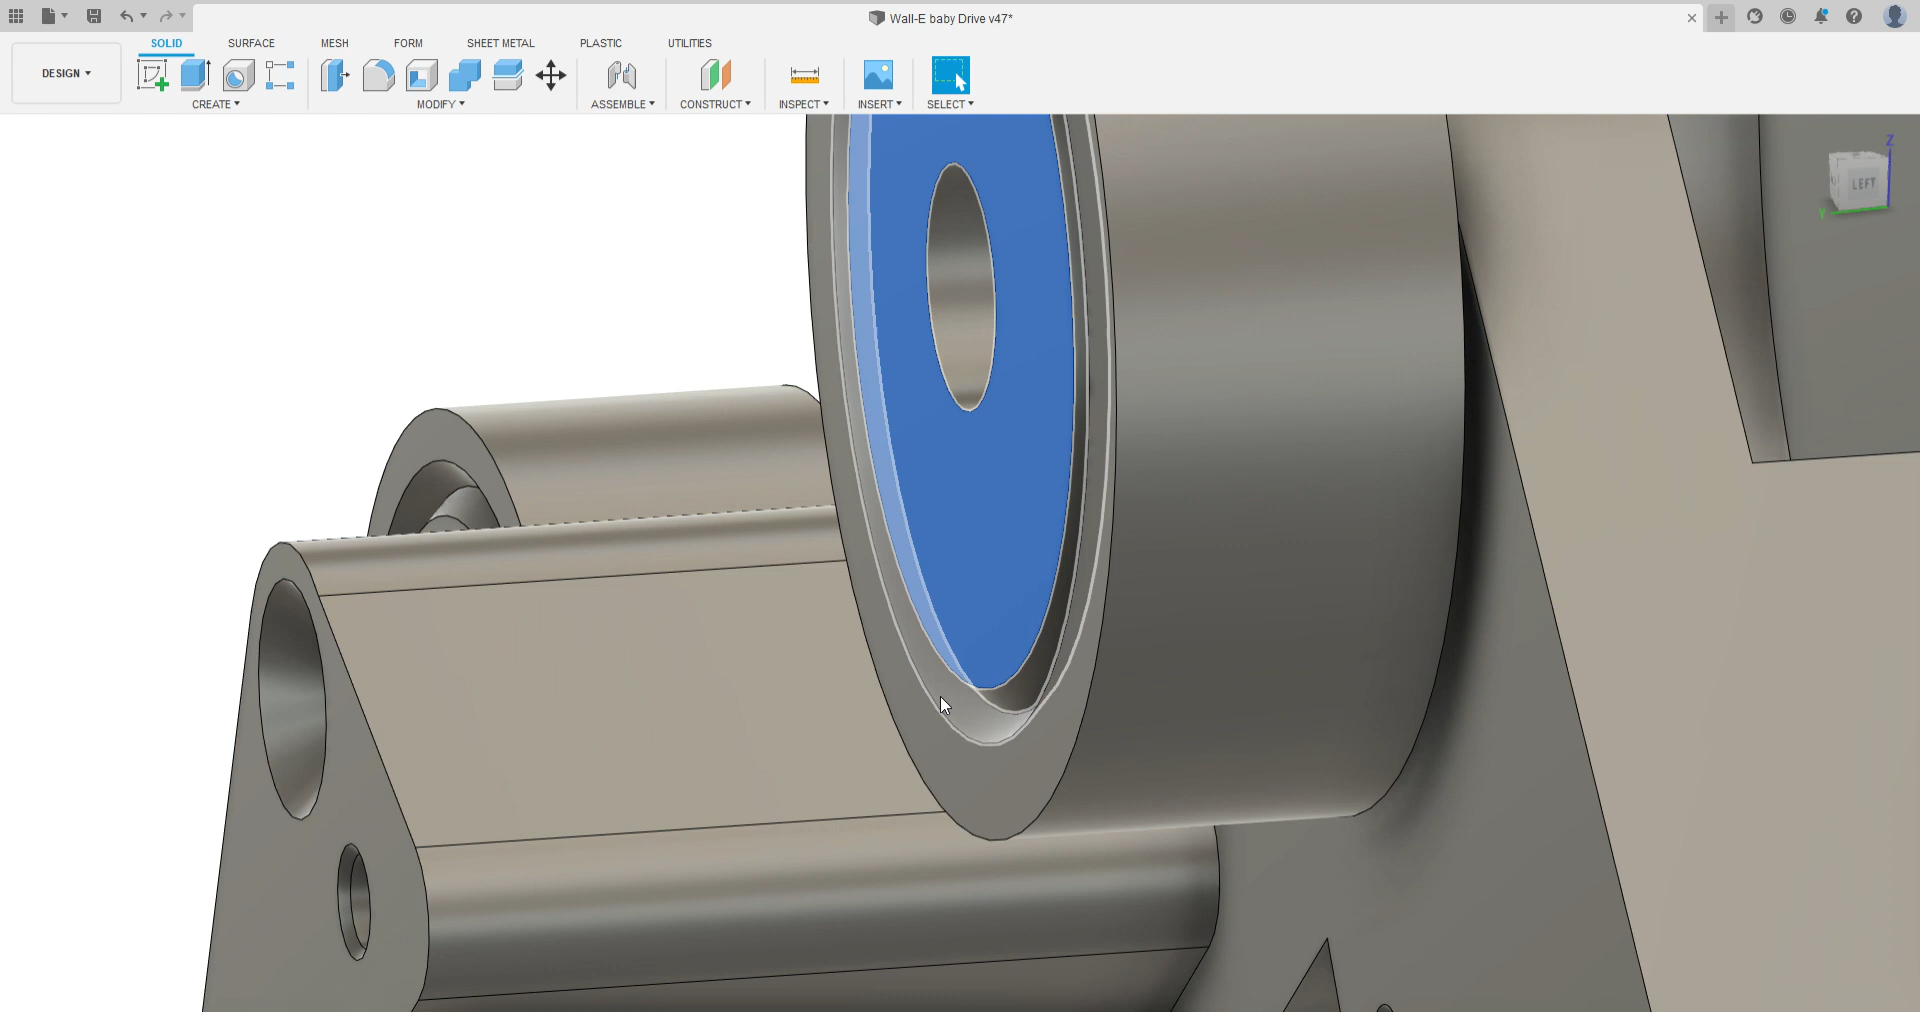 Wall-E baby Drive v47*
SOLID SURFACE MESH FORM SHEET METAL PLASTIC UTILITIES
DESIGN
CREATE MODIFY ASSEMBLE CONSTRUCT INSPECT INSERT SELECT
Z
LEFT
Y